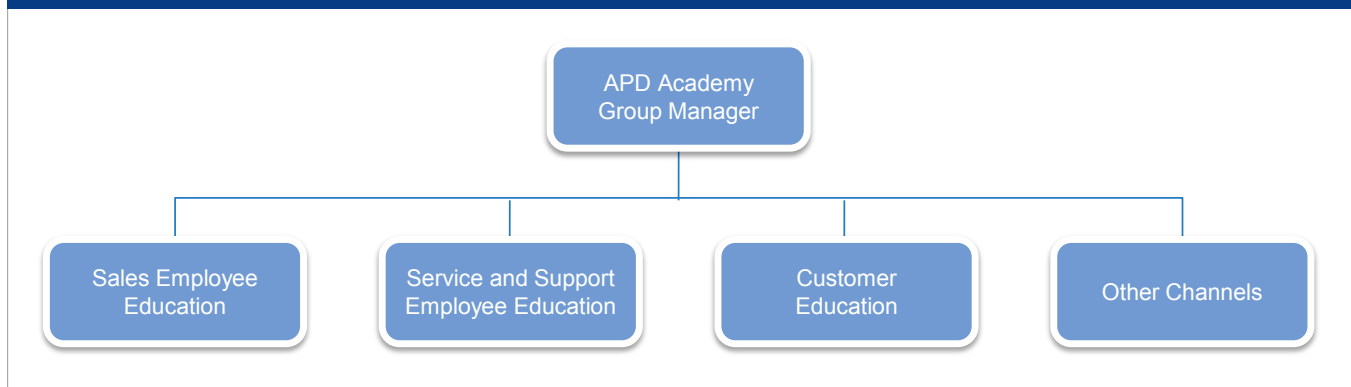 APD Academy
Group Manager
Sales Employee
Education
Service and Support
Employee Education
Customer
Education
Other Channels